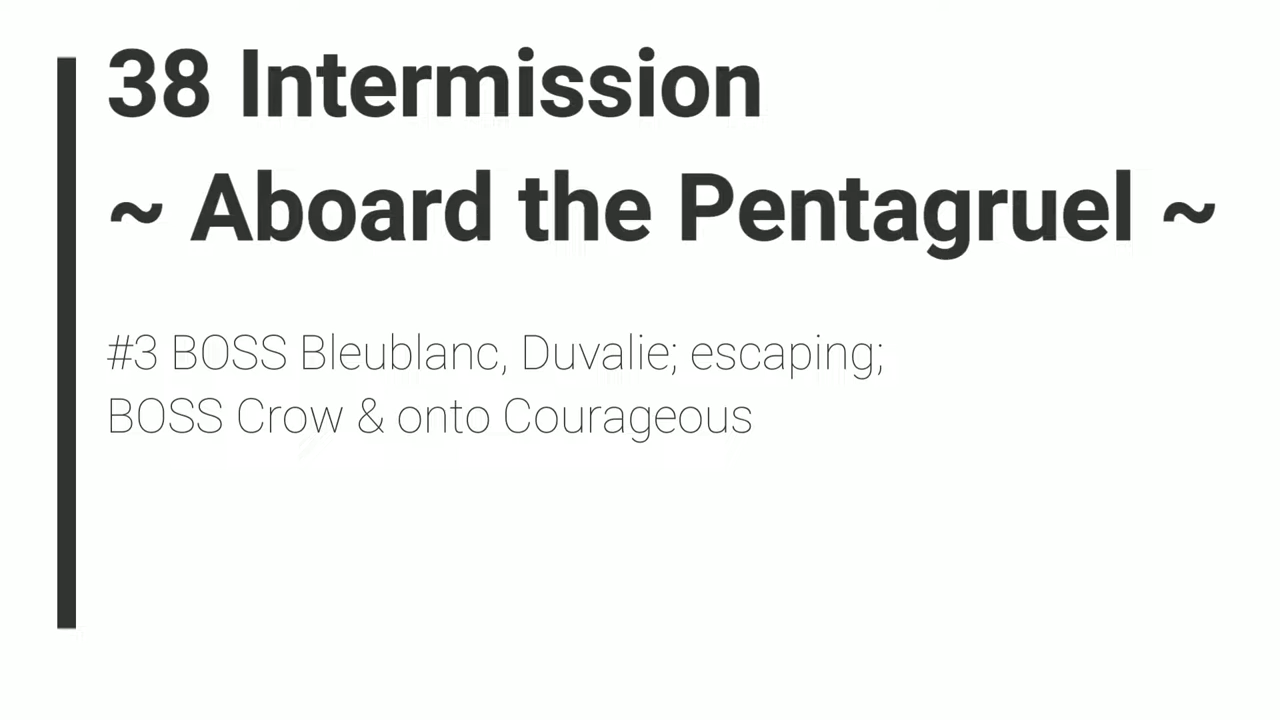 38 Intermission
~ Aboard the Pentagruel ~
#3 BOSS Bleublanc, Duvalie; escaping;
BOSS Crow & onto Courageous